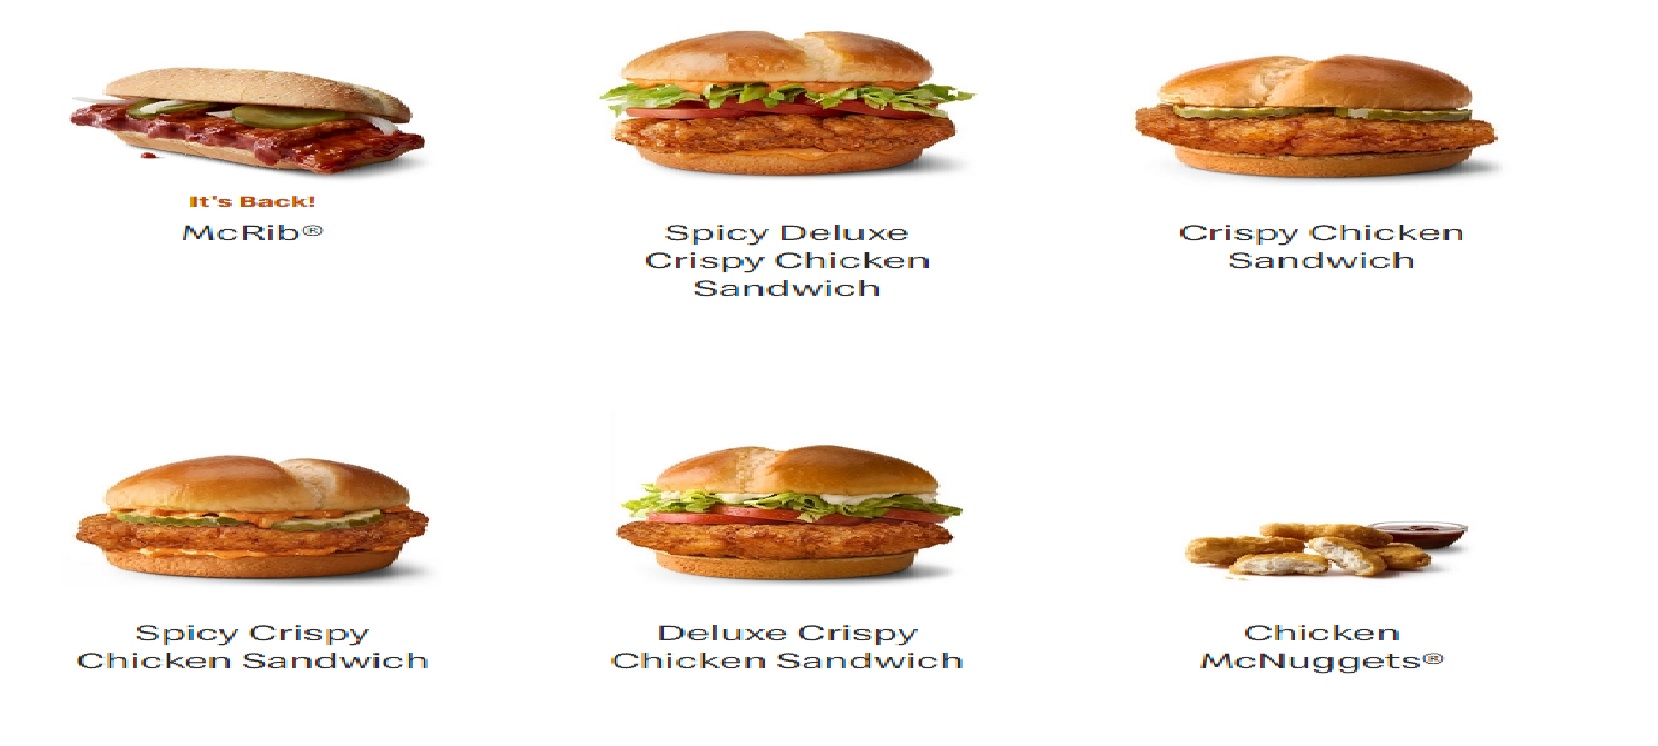 It's Back!
McRib®
Spicy Deluxe
Crispy Chicken
Sandwich
Crispy Chicken
Sandwich
Spicy Crispy
Chicken Sandwich
Deluxe Crispy
Chicken Sandwich
Chicken
McNuggets®